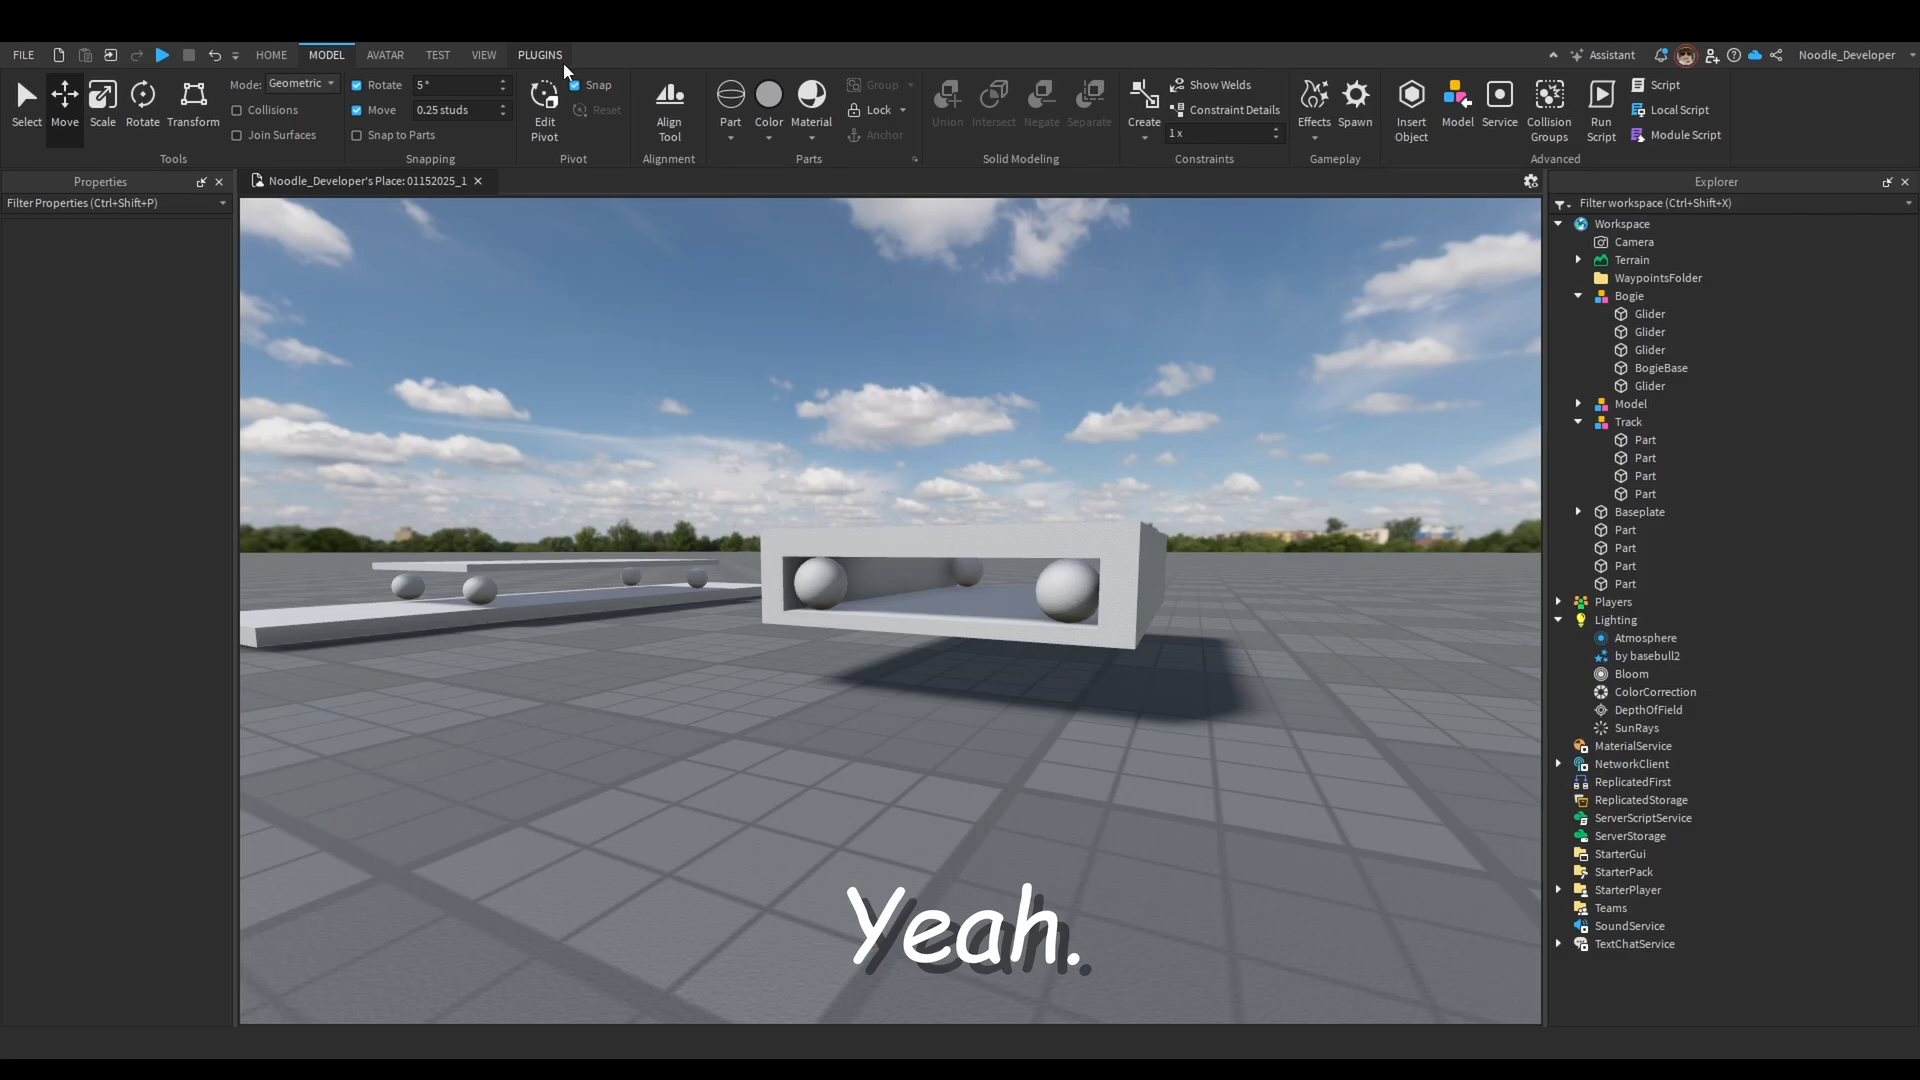 FILE HOME MODEL AVATAR TEST VIEW PLUGINS Assistant Noodle_Developer
Select Move Scale Rotate Transform
Mode: Geometric
Collisions
Join Surfaces
Tools
Rotate 5°
Move 0.25 studs
Snap to Parts
Snapping
Edit
Pivot
Snap
Reset
Pivot
Align
Tool
Alignment
Part Color Material
Group
Lock
Anchor
Parts
Union Intersect Negate Separate
Solid Modeling
Create
Show Welds
Constraint Details
1 x
Constraints
Effects Spawn
Gameplay
Insert
Object
Model Service
Collision
Groups
Run
Script
Script
Local Script
Module Script
Advanced
Properties
Filter Properties (Ctrl+Shift+P)
Noodle_Developer's Place: 01152025_1
Explorer
Filter workspace (Ctrl+Shift+X)
Workspace
Camera
Terrain
WaypointsFolder
Bogie
Glider
Glider
Glider
BogieBase
Glider
Model
Track
Part
Part
Part
Part
Baseplate
Part
Part
Part
Part
Players
Lighting
Atmosphere
by basebull2
Bloom
ColorCorrection
DepthOfField
SunRays
MaterialService
NetworkClient
ReplicatedFirst
ReplicatedStorage
ServerScriptService
ServerStorage
StarterGui
StarterPack
StarterPlayer
Teams
SoundService
TextChatService
Yeah.